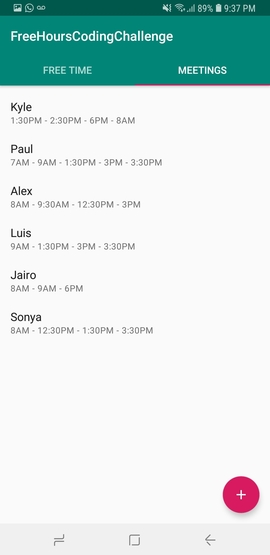 89% 9:37 PM
FreeHoursCodingChallenge
FREE TIME MEETINGS
Kyle
1:30PM - 2:30PM - 6PM - 8AM
Paul
7AM - 9AM - 1:30PM - 3PM - 3:30PM
Alex
8AM - 9:30AM - 12:30PM - 3PM
Luis
9AM - 1:30PM - 3PM - 3:30PM
Jairo
8AM - 9AM - 6PM
Sonya
8AM - 12:30PM - 1:30PM - 3:30PM